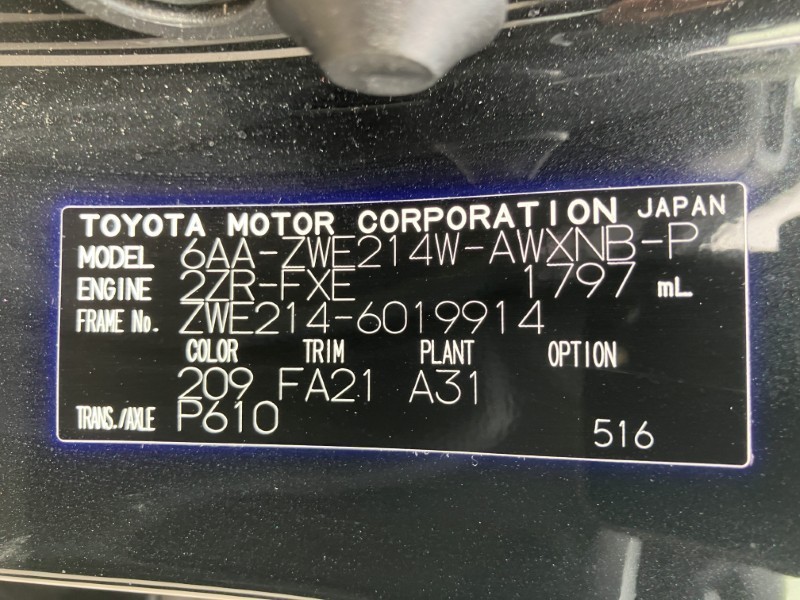 TOYOTA MOTOR CORPORATION JAPAN
MODEL 6AA-ZWE214W-AWXNB-P
ENGINE 2ZR-FXE 1797 mL
FRAME No. ZWE214-6019914
COLOR TRIM PLANT OPTION
209 FA21 A31
TRANS./AXLE P610 516